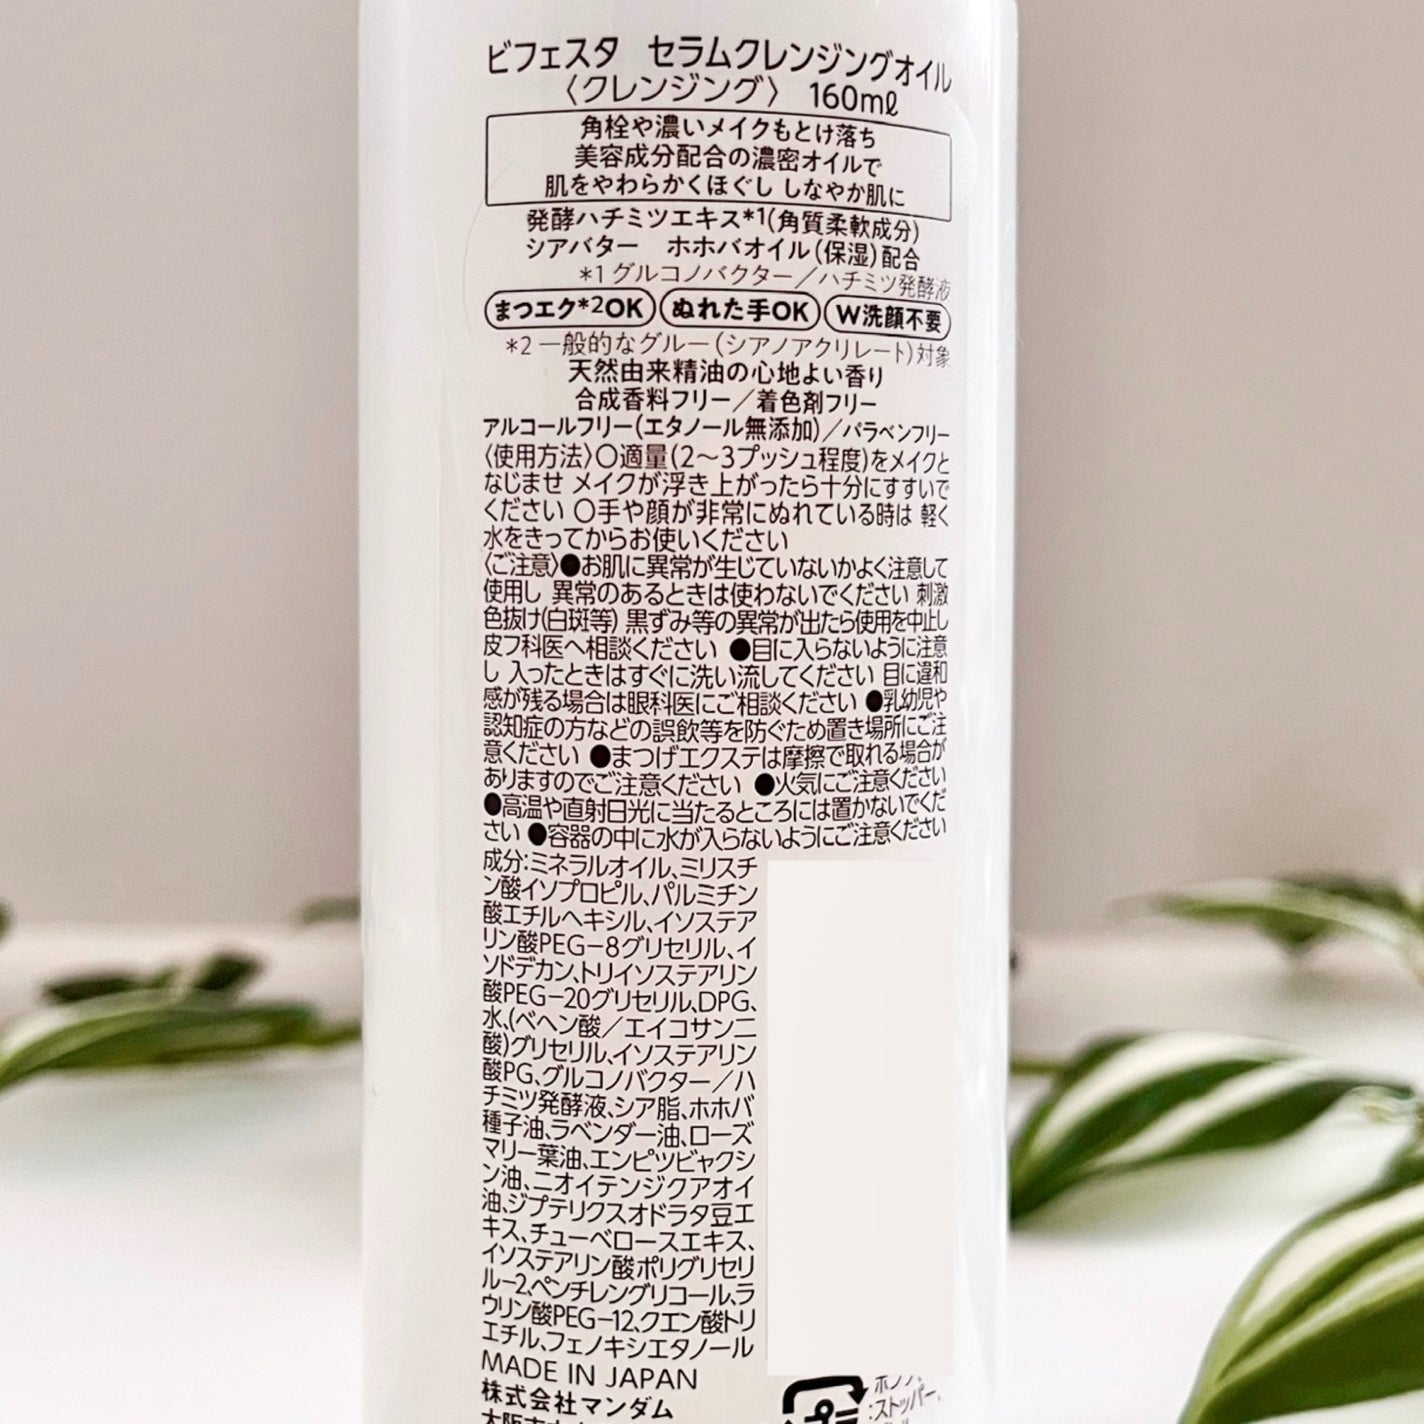 ビフェスタ　セラムクレンジングオイル
〈クレンジング〉 160mℓ
角栓や濃いメイクもとけ落ち
美容成分配合の濃密オイルで
肌をやわらかくほぐし しなやか肌に
発酵ハチミツエキス*1(角質柔軟成分)
シアバター　ホホバオイル(保湿)配合
*1 グルコノバクター／ハチミツ発酵液
まつエク*2OK ぬれた手OK W洗顔不要
*2 一般的なグルー(シアノアクリレート)対象
天然由来精油の心地よい香り
合成香料フリー／着色剤フリー
アルコールフリー(エタノール無添加)／パラベンフリー
〈使用方法〉〇適量(2〜3プッシュ程度)をメイクと
なじませ メイクが浮き上がったら十分にすすいで
ください 〇手や顔が非常にぬれている時は 軽く
水をきってからお使いください
〈ご注意〉●お肌に異常が生じていないかよく注意して
使用し 異常のあるときは使わないでください 刺激
色抜け(白斑等) 黒ずみ等の異常が出たら使用を中止し
皮フ科医へ相談ください ●目に入らないように注意
し 入ったときはすぐに洗い流してください 目に違和
感が残る場合は眼科医にご相談ください ●乳幼児や
認知症の方などの誤飲等を防ぐため置き場所にご注
意ください ●まつげエクステは摩擦で取れる場合が
ありますのでご注意ください ●火気にご注意ください
●高温や直射日光に当たるところには置かないでくだ
さい ●容器の中に水が入らないようにご注意ください
成分:ミネラルオイル、ミリスチ
ン酸イソプロピル、パルミチン
酸エチルヘキシル、イソステア
リン酸PEG−8グリセリル、イ
ソドデカン、トリイソステアリン
酸PEG−20グリセリル、DPG、
水、(ベヘン酸／エイコサン二
酸)グリセリル、イソステアリン
酸PG、グルコノバクター／ハ
チミツ発酵液、シア脂、ホホバ
種子油、ラベンダー油、ローズ
マリー葉油、エンピツビャクシ
ン油、ニオイテンジクアオイ
油、ジプテリクスオドラタ豆エ
キス、チューベロースエキス、
イソステアリン酸ポリグリセリ
ル−2、ペンチレングリコール、ラ
ウリン酸PEG−12、クエン酸トリ
エチル、フェノキシエタノール
MADE IN JAPAN
株式会社マンダム
:ストッパー、
プ